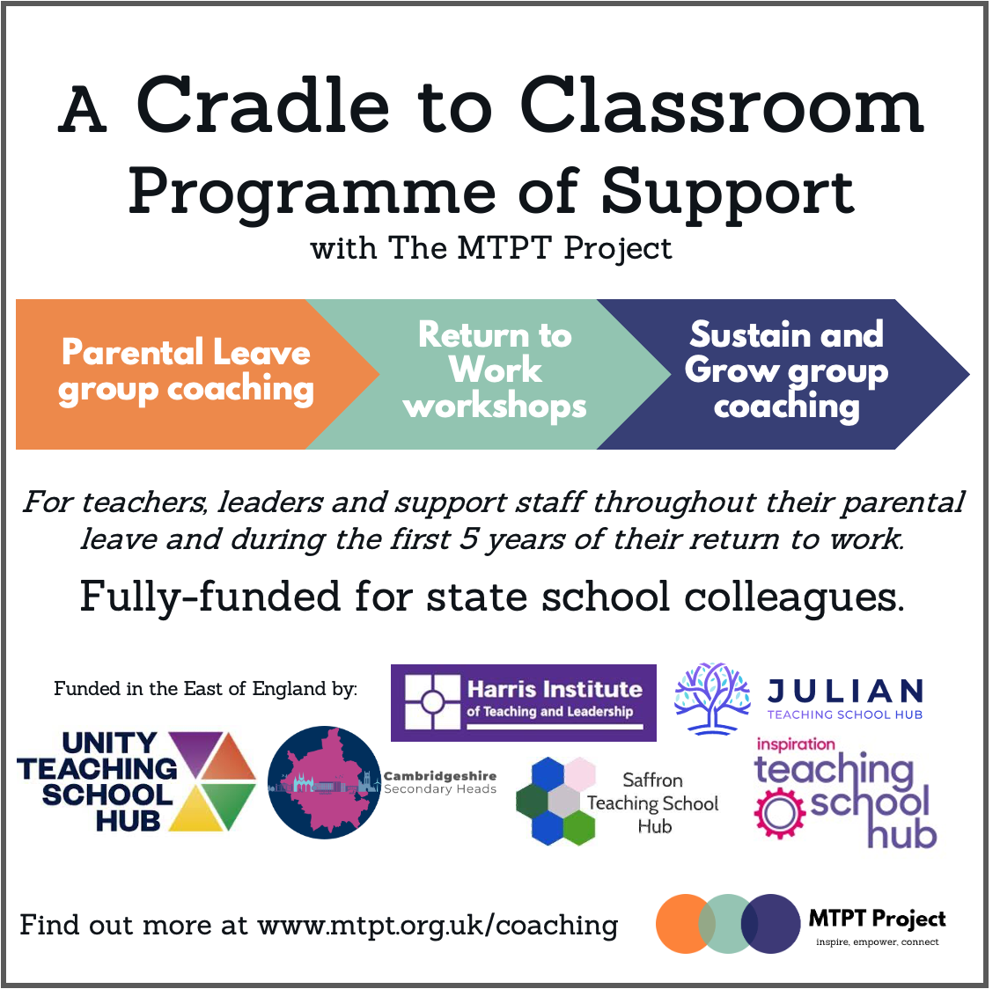 A Cradle to Classroom
Programme of Support
with The MTPT Project
Parental Leave
group coaching
Return to
Work
workshops
Sustain and
Grow group
coaching
For teachers, leaders and support staff throughout their parental
leave and during the first 5 years of their return to work.
Fully-funded for state school colleagues.
Funded in the East of England by:
Harris Institute
of Teaching and Leadership
JULIAN
TEACHING SCHOOL HUB
UNITY
TEACHING
SCHOOL
HUB
Cambridgeshire
Secondary Heads
Saffron
Teaching School
Hub
inspiration
teaching
school
hub
Find out more at www.mtpt.org.uk/coaching
MTPT Project
inspire, empower, connect